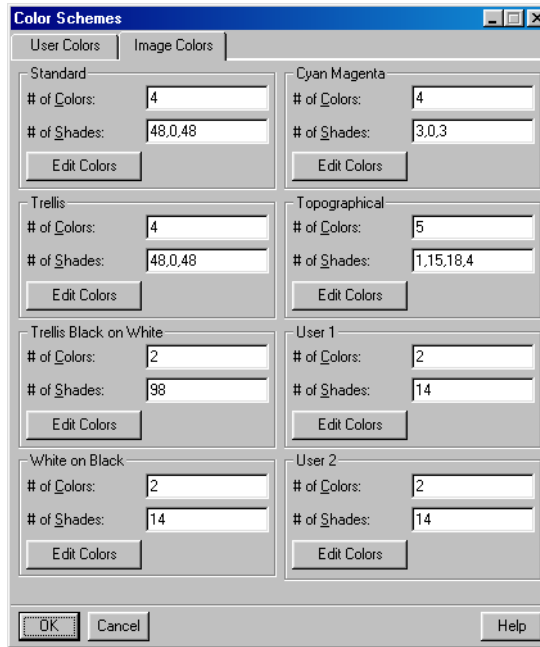 Color Schemes
User Colors
Image Colors
Standard
# of Colors: 4
# of Shades: 48,0,48
Edit Colors
Cyan Magenta
# of Colors: 4
# of Shades: 3,0,3
Edit Colors
Trellis
# of Colors: 4
# of Shades: 48,0,48
Edit Colors
Topographical
# of Colors: 5
# of Shades: 1,15,18,4
Edit Colors
Trellis Black on White
# of Colors: 2
# of Shades: 98
Edit Colors
User 1
# of Colors: 2
# of Shades: 14
Edit Colors
White on Black
# of Colors: 2
# of Shades: 14
Edit Colors
User 2
# of Colors: 2
# of Shades: 14
Edit Colors
OK
Cancel
Help